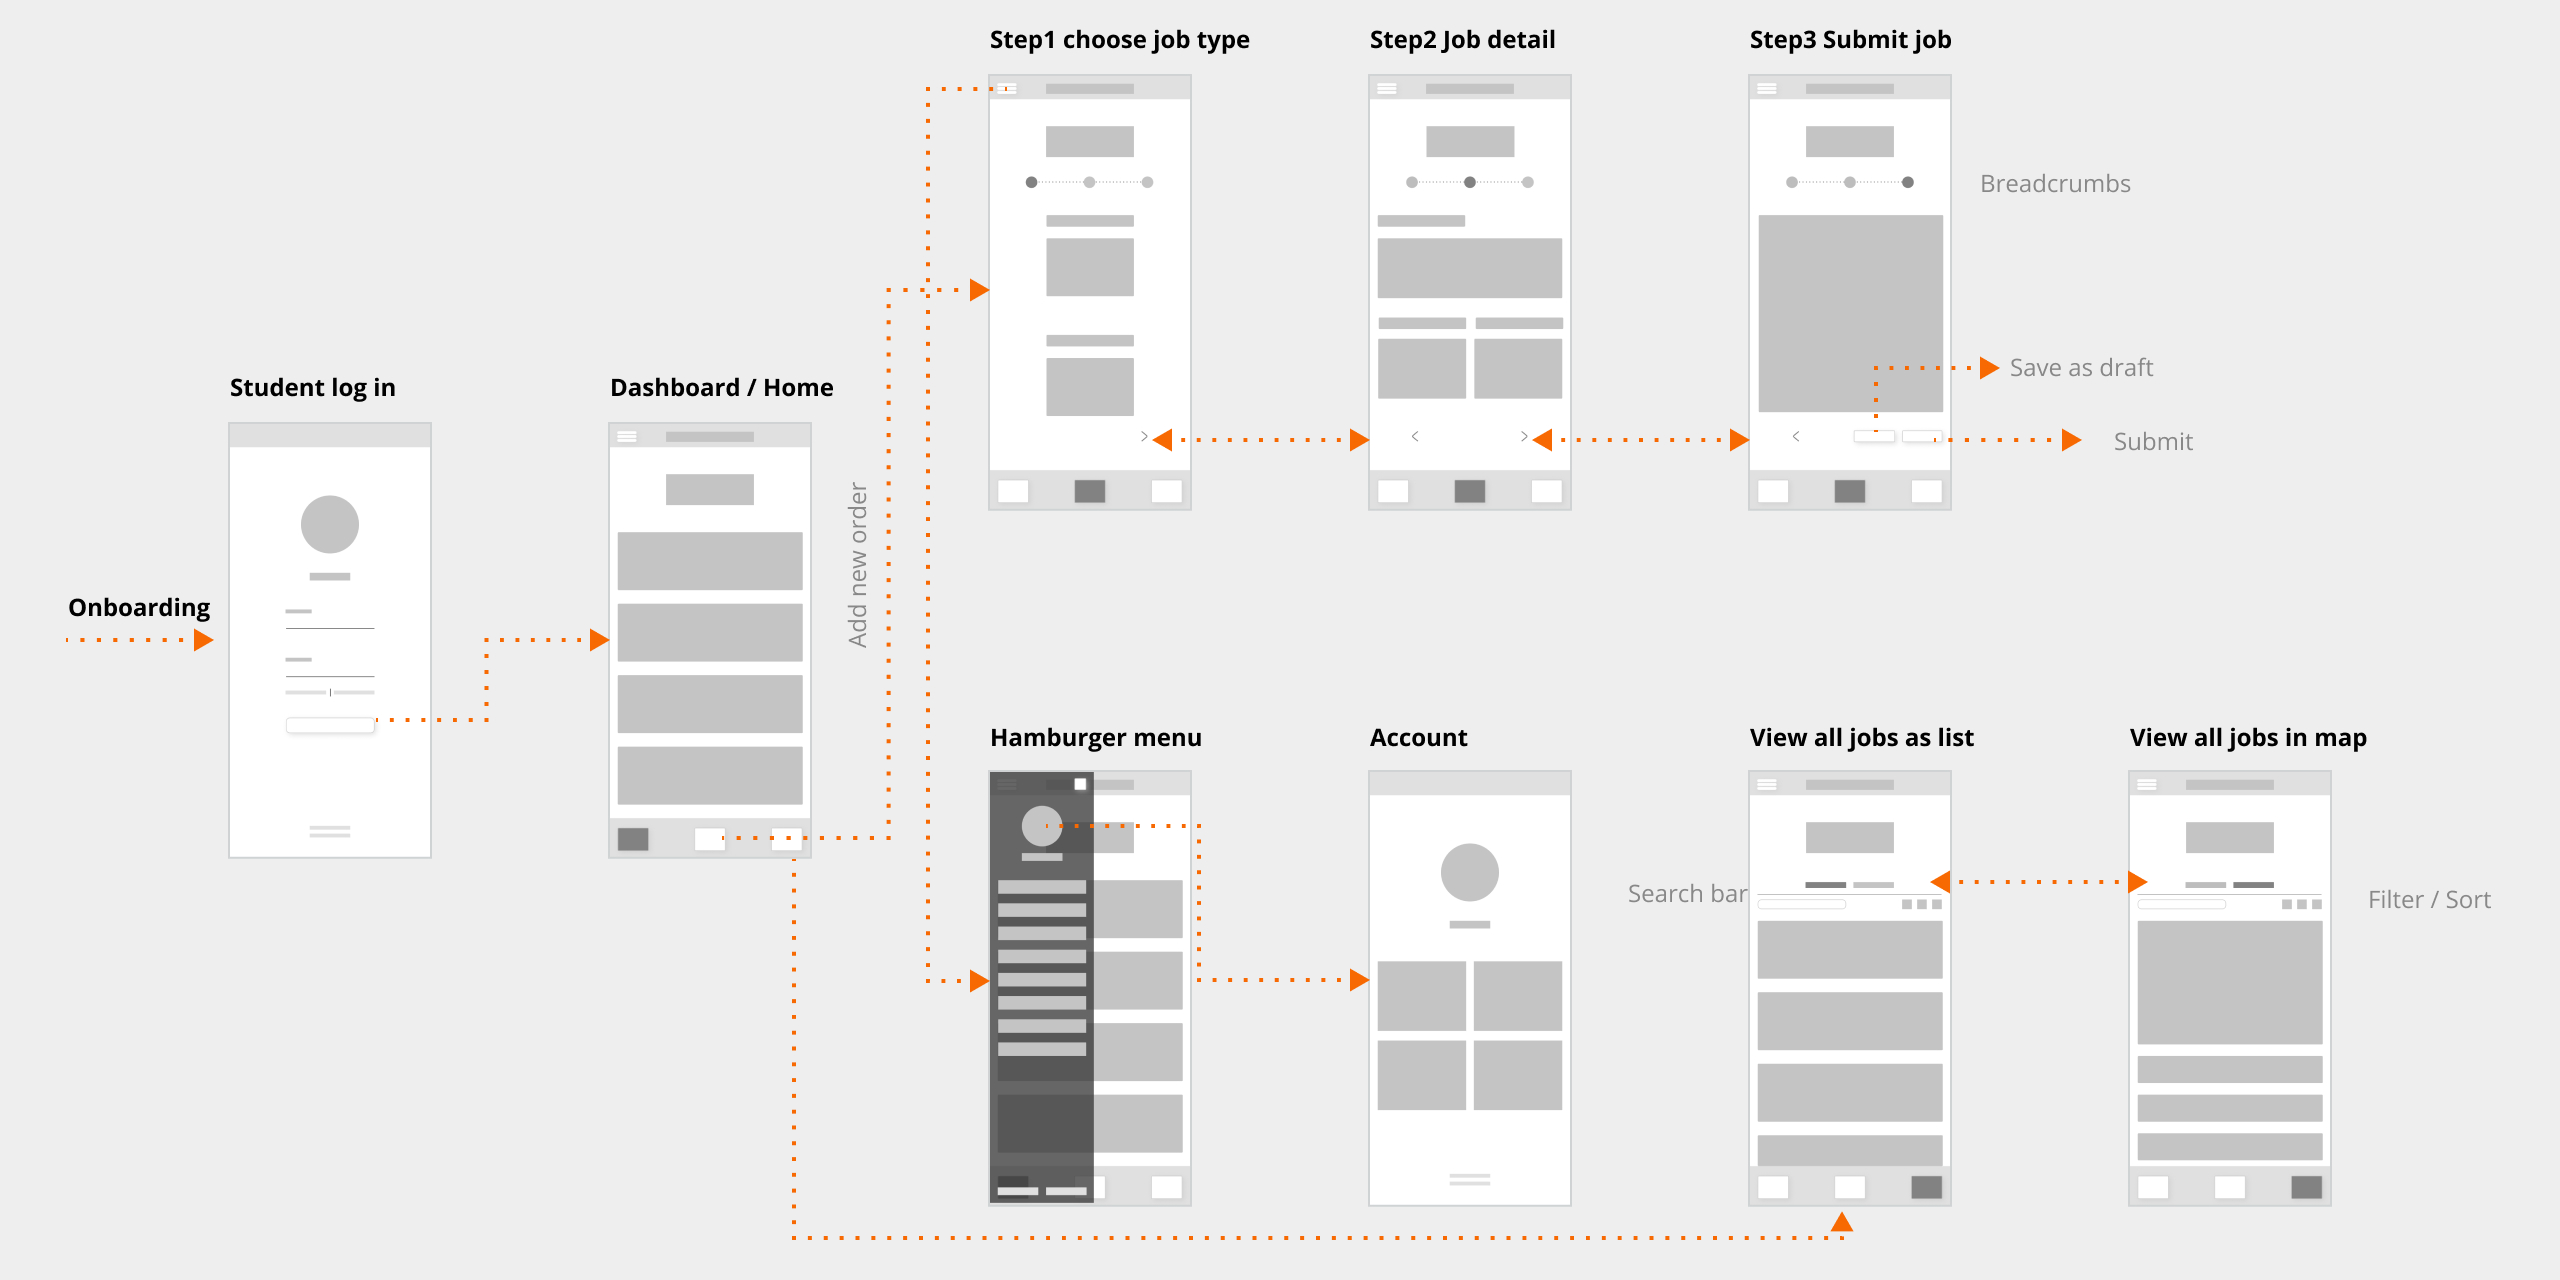 Step1 choose job type
Step2 Job detail
Step3 Submit job
Breadcrumbs
Save as draft
Submit
Student log in
Dashboard / Home
Add new order
Onboarding
Hamburger menu
Account
View all jobs as list
View all jobs in map
Search bar
Filter / Sort